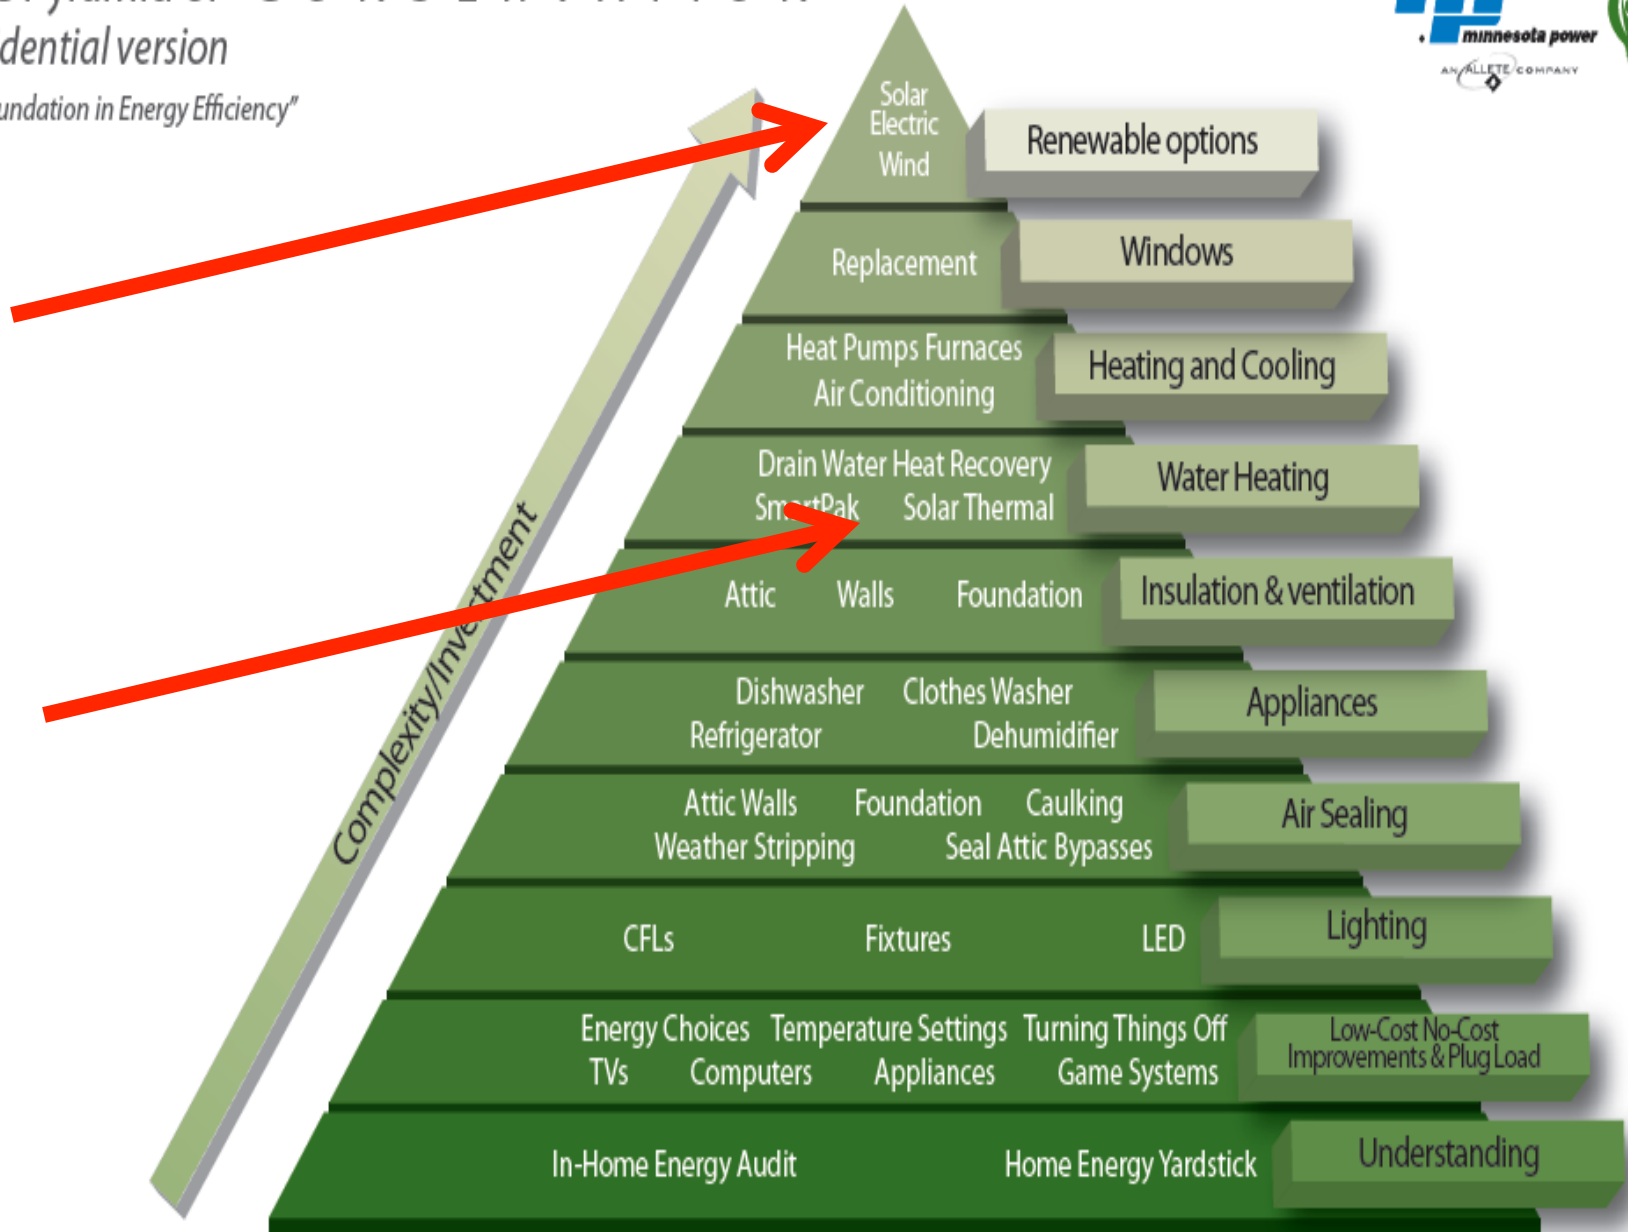 dential version
undation in Energy Efficiency"
minnesota power
AN ALLETE COMPANY
Solar
Electric
Wind
Renewable options
Replacement
Windows
Heat Pumps Furnaces
Air Conditioning
Heating and Cooling
Drain Water Heat Recovery
SmartPak Solar Thermal
Water Heating
Attic Walls Foundation
Insulation & ventilation
Dishwasher Clothes Washer
Refrigerator Dehumidifier
Appliances
Attic Walls Foundation Caulking
Weather Stripping Seal Attic Bypasses
Air Sealing
CFLs Fixtures LED
Lighting
Energy Choices Temperature Settings Turning Things Off
TVs Computers Appliances Game Systems
Low-Cost No-Cost
Improvements & Plug Load
In-Home Energy Audit Home Energy Yardstick
Understanding
Complexity/Investment